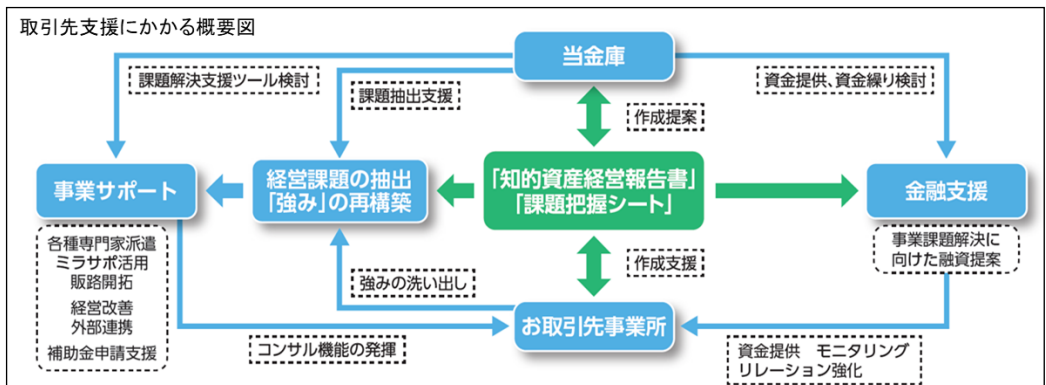 取引先支援にかかる概要図
当金庫
課題解決支援ツール検討
課題抽出支援
資金提供、資金繰り検討
作成提案
事業サポート
経営課題の抽出
「強み」の再構築
「知的資産経営報告書」
「課題把握シート」
金融支援
各種専門家派遣
ミラサポ活用
販路開拓
経営改善
外部連携
補助金申請支援
事業課題解決に
向けた融資提案
作成支援
強みの洗い出し
お取引先事業所
コンサル機能の発揮
資金提供 モニタリング
リレーション強化